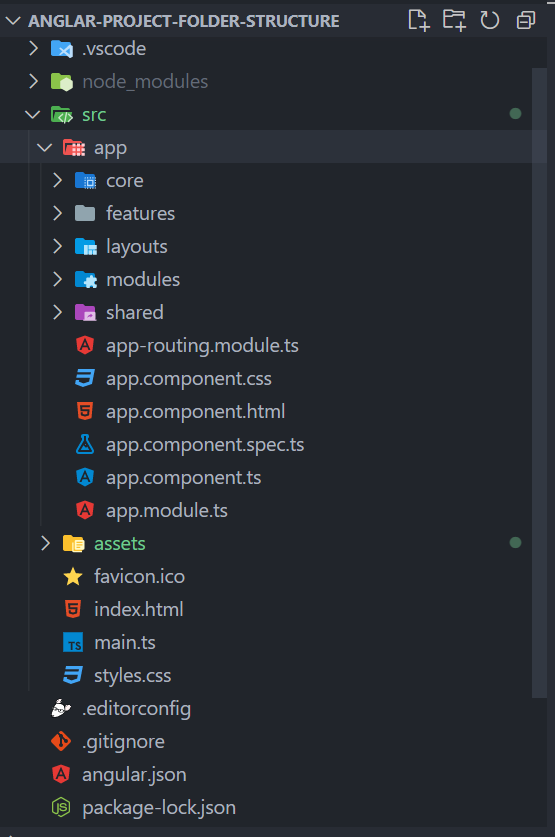 ANGLAR-PROJECT-FOLDER-STRUCTURE
.vscode
node_modules
src
app
core
features
layouts
modules
shared
app-routing.module.ts
app.component.css
app.component.html
app.component.spec.ts
app.component.ts
app.module.ts
assets
favicon.ico
index.html
TS main.ts
styles.css
.editorconfig
.gitignore
angular.json
JS package-lock.json